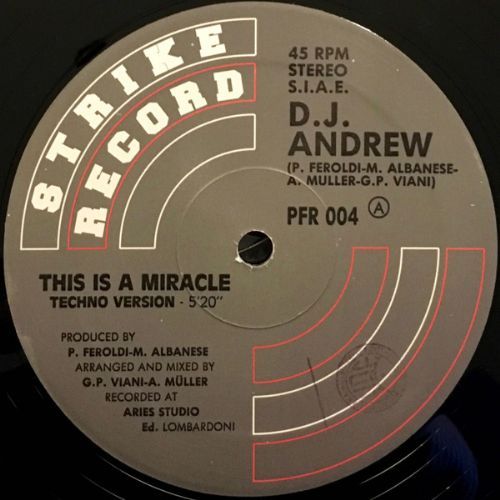 STRIKE
RECORD
45 RPM
STEREO
S.I.A.E.
D.J.
ANDREW
(P. FEROLDI-M. ALBANESE-
A. MULLER-G.P. VIANI)
PFR 004 A
THIS IS A MIRACLE
TECHNO VERSION - 5'20"
PRODUCED BY
P. FEROLDI-M. ALBANESE
ARRANGED AND MIXED BY
G.P. VIANI-A. MÜLLER
RECORDED AT
ARIES STUDIO
Ed. LOMBARDONI